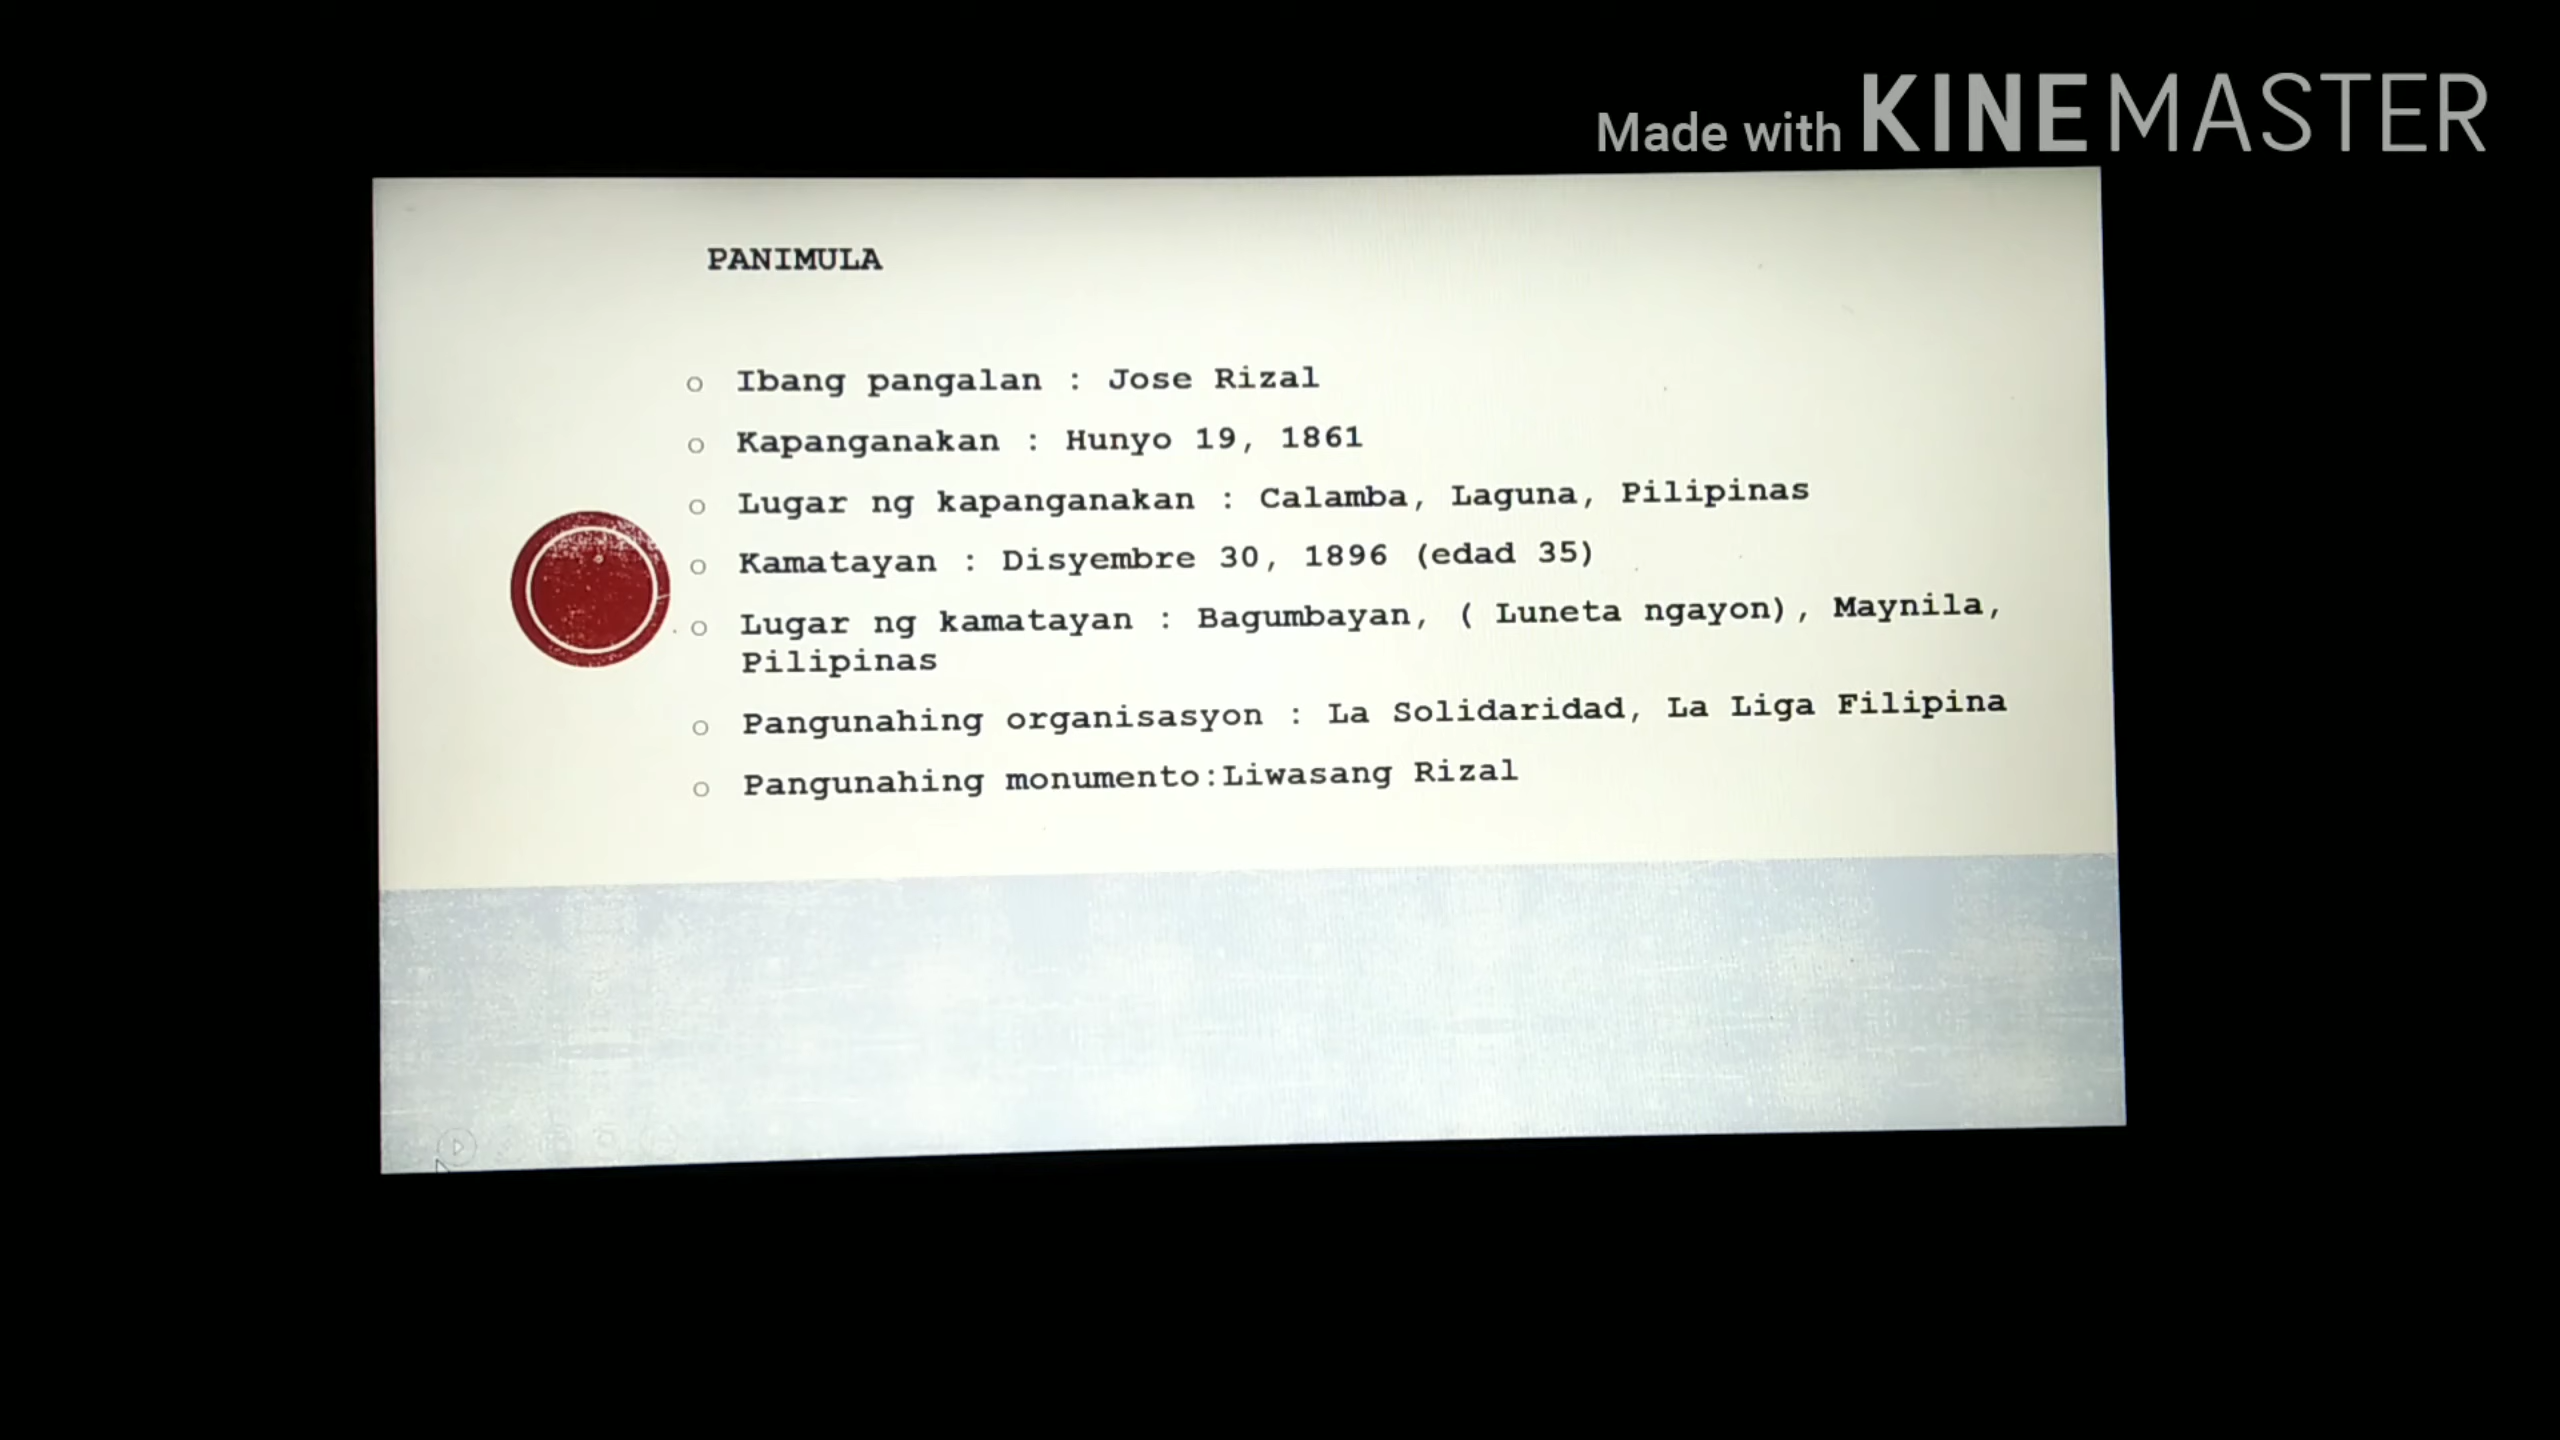 Made with KINEMASTER
PANIMULA
o Ibang pangalan : Jose Rizal
o Kapanganakan : Hunyo 19, 1861
o Lugar ng kapanganakan : Calamba, Laguna, Pilipinas
o Kamatayan : Disyembre 30, 1896 (edad 35)
o Lugar ng kamatayan : Bagumbayan, ( Luneta ngayon), Maynila,
Pilipinas
o Pangunahing organisasyon : La Solidaridad, La Liga Filipina
o Pangunahing monumento:Liwasang Rizal